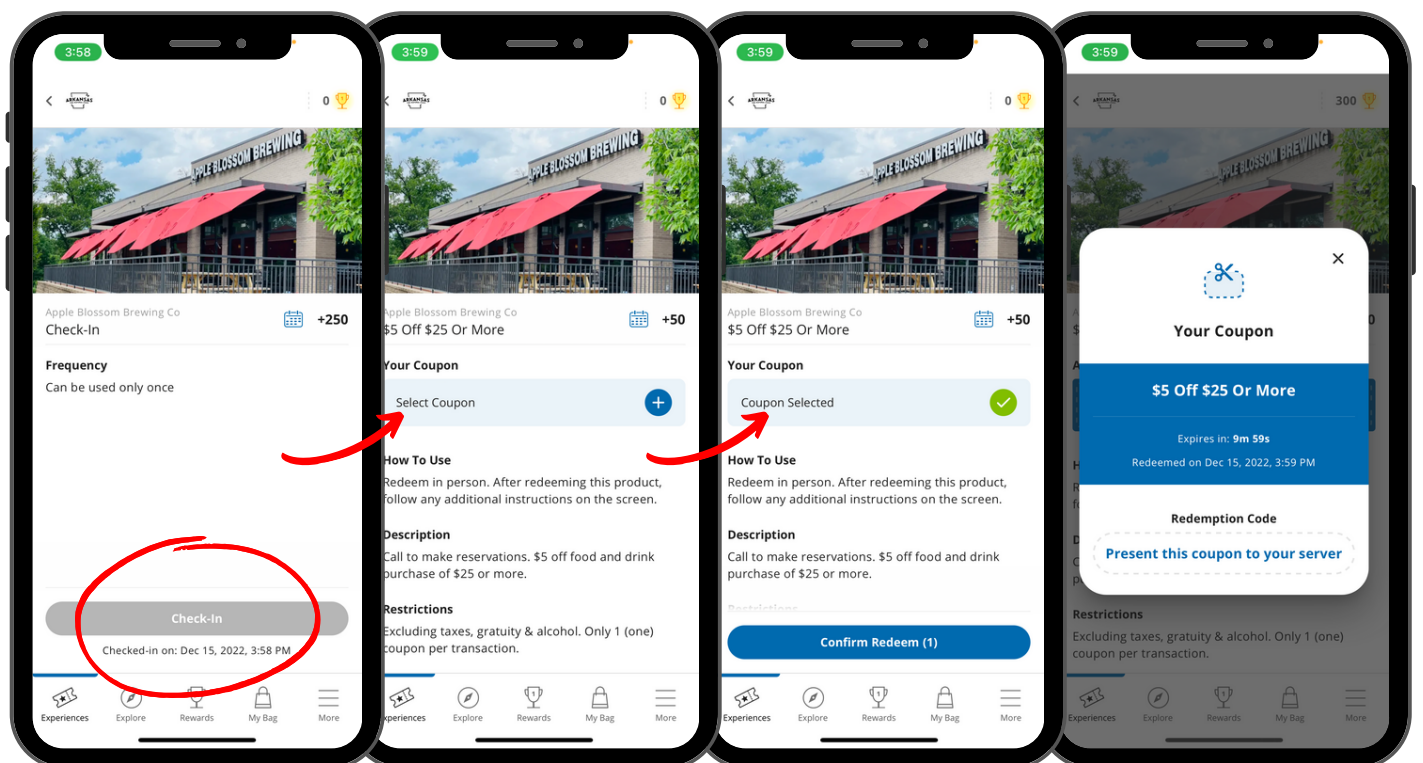 3:58
ARKANSAS
0
APPLE BLOSSOM BREWING
Apple Blossom Brewing Co
Check-In
+250
Frequency
Can be used only once
Check-In
Checked-in on: Dec 15, 2022, 3:58 PM
Experiences
Explore
Rewards
My Bag
More
3:59
ARKANSAS
0
APPLE BLOSSOM BREWING
Apple Blossom Brewing Co
$5 Off $25 Or More
+50
Your Coupon
Select Coupon
How To Use
Redeem in person. After redeeming this product,
follow any additional instructions on the screen.
Description
Call to make reservations. $5 off food and drink
purchase of $25 or more.
Restrictions
Excluding taxes, gratuity & alcohol. Only 1 (one)
coupon per transaction.
Experiences
Explore
Rewards
My Bag
More
3:59
ARKANSAS
0
APPLE BLOSSOM BREWING
Apple Blossom Brewing Co
$5 Off $25 Or More
+50
Your Coupon
Coupon Selected
How To Use
Redeem in person. After redeeming this product,
follow any additional instructions on the screen.
Description
Call to make reservations. $5 off food and drink
purchase of $25 or more.
Restrictions
Confirm Redeem (1)
Experiences
Explore
Rewards
My Bag
More
3:59
ARKANSAS
300
APPLE BLOSSOM BREWING
Your Coupon
$5 Off $25 Or More
Expires in: 9m 59s
Redeemed on Dec 15, 2022, 3:59 PM
Redemption Code
Present this coupon to your server
Restrictions
Excluding taxes, gratuity & alcohol. Only 1 (one)
coupon per transaction.
Experiences
Explore
Rewards
My Bag
More